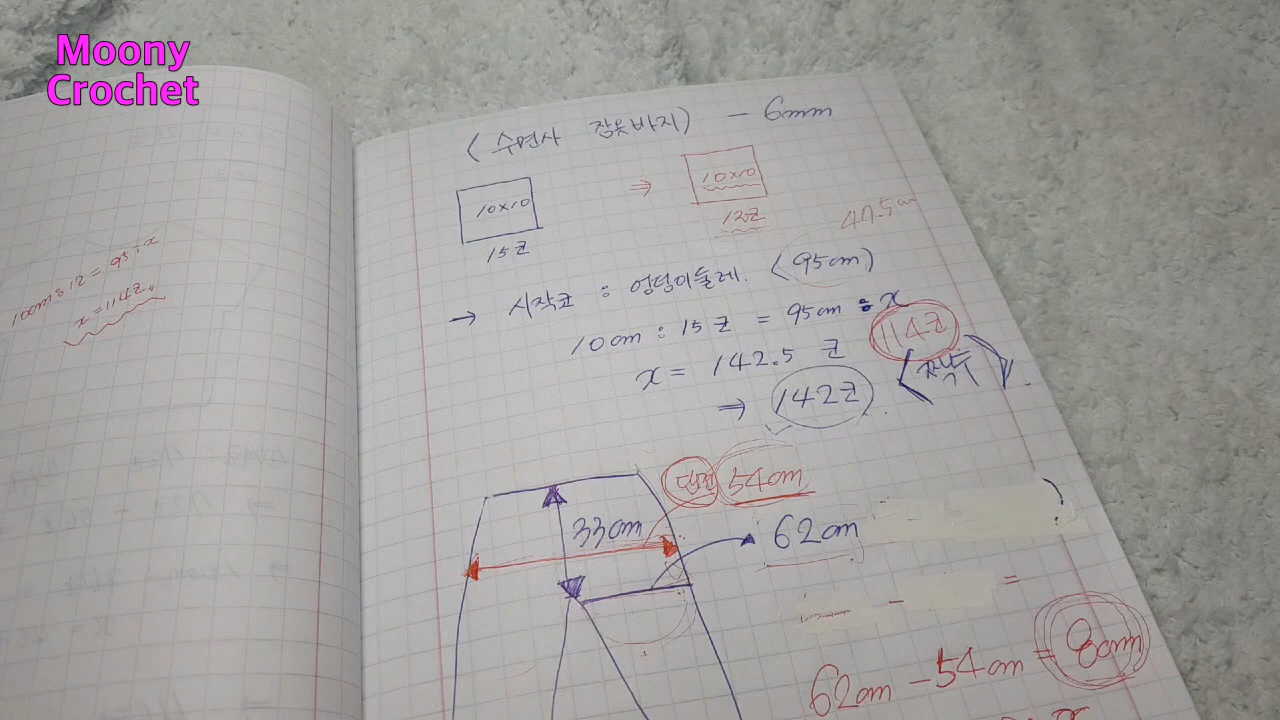 Moony
Crochet
10cm : 12 = 95 : x
x = 114코
(수면사 잠옷바지) - 6mm
10×10 ⇒ 10×10
15코 12코
47.5cm
→ 시작코 : 엉덩이둘레. (95cm)
10cm : 15코 = 95cm : x
x = 142.5 코 114코
⇒ 142코. (짝수)
단면 54cm
33cm 62cm
- =
62cm - 54cm = 8cm